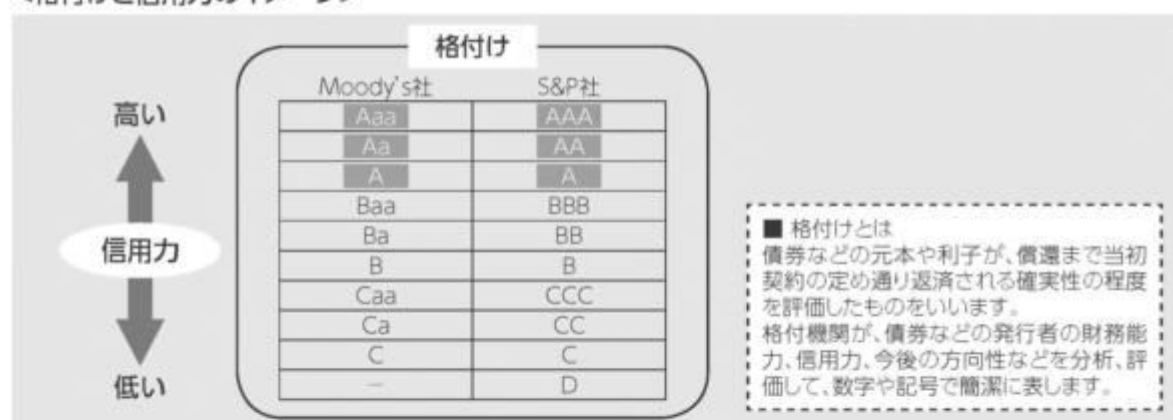 格付け
Moody's社 S&P社
高い
Aaa AAA
Aa AA
A A
Baa BBB
Ba BB
信用力
B B
Caa CCC
Ca CC
C C
低い
− D
■ 格付けとは
債券などの元本や利子が、償還まで当初
契約の定め通り返済される確実性の程度
を評価したものをいいます。
格付機関が、債券などの発行者の財務能
力、信用力、今後の方向性などを分析、評
価して、数字や記号で簡潔に表します。